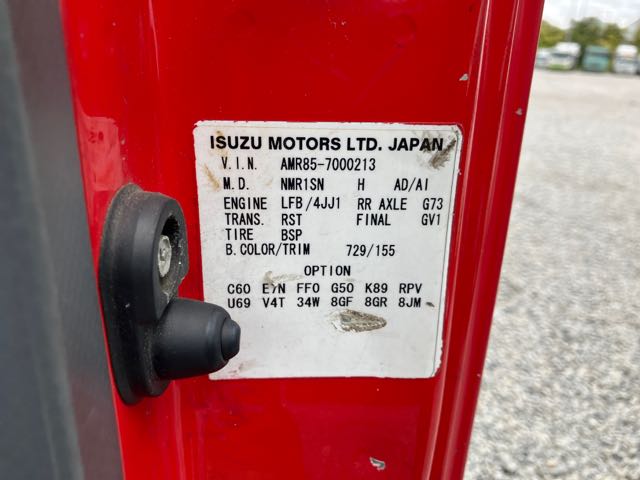 ISUZU MOTORS LTD. JAPAN
V.I.N. AMR85-7000213
M.D. NMR1SN H AD/AI
ENGINE LFB/4JJ1 RR AXLE G73
TRANS. RST FINAL GV1
TIRE BSP
B.COLOR/TRIM 729/155
OPTION
C60 FF0 G50 K89 RPV
U69 V4T 34W 8GF 8GR 8JM